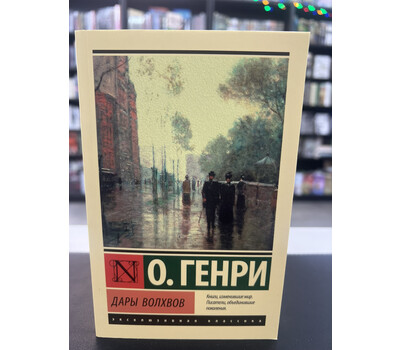 О. ГЕНРИ
ДАРЫ ВОЛХВОВ
Книги, изменившие мир.
Писатели, объединившие
поколения.
ЭКСКЛЮЗИВНАЯ КЛАССИКА